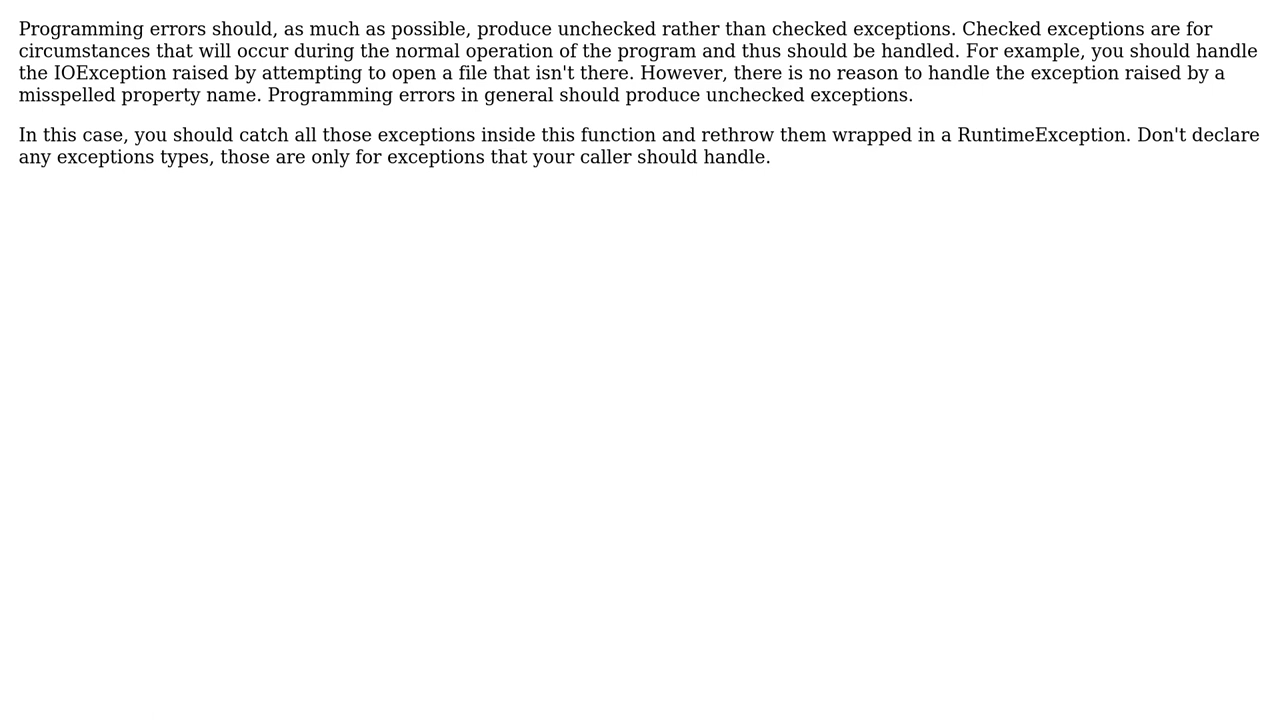 Programming errors should, as much as possible, produce unchecked rather than checked exceptions. Checked exceptions are for
circumstances that will occur during the normal operation of the program and thus should be handled. For example, you should handle
the IOException raised by attempting to open a file that isn't there. However, there is no reason to handle the exception raised by a
misspelled property name. Programming errors in general should produce unchecked exceptions.
In this case, you should catch all those exceptions inside this function and rethrow them wrapped in a RuntimeException. Don't declare
any exceptions types, those are only for exceptions that your caller should handle.